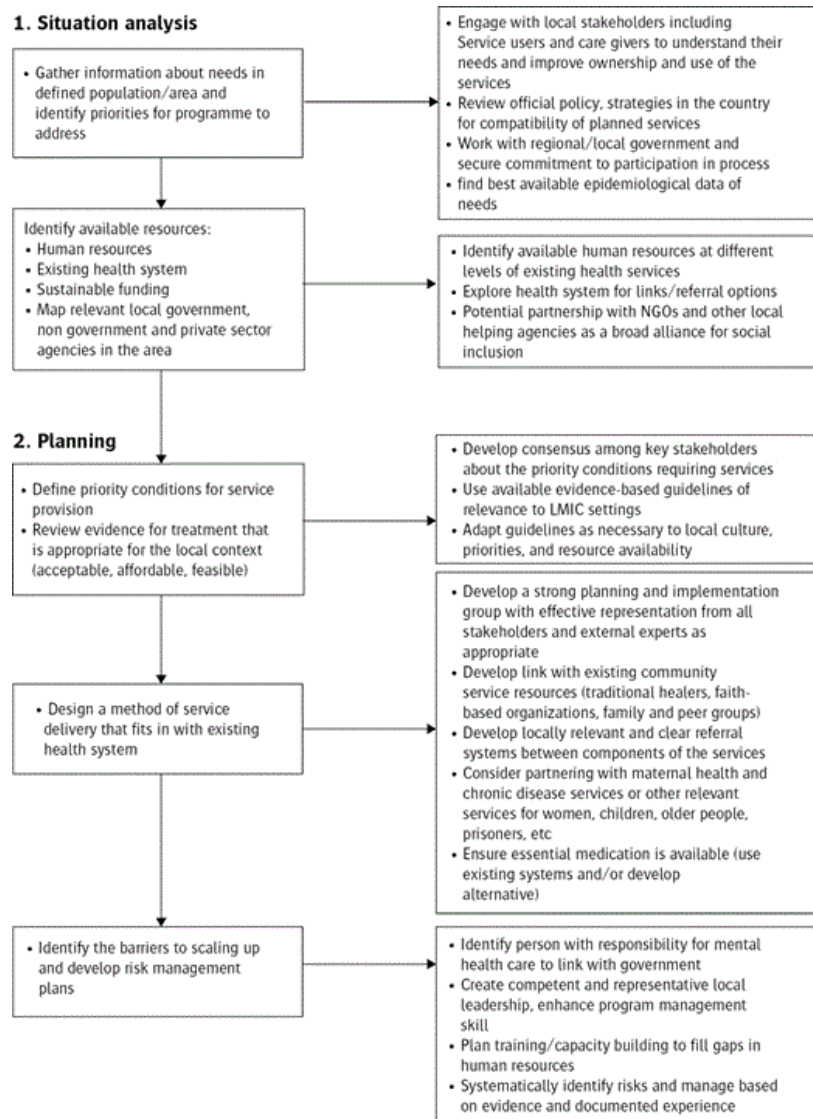 1. Situation analysis
• Gather information about needs in
defined population/area and
identify priorities for programme to
address
• Engage with local stakeholders including
Service users and care givers to understand their
needs and improve ownership and use of the
services
• Review official policy, strategies in the country
for compatibility of planned services
• Work with regional/local government and
secure commitment to participation in process
• find best available epidemiological data of
needs
Identify available resources:
• Human resources
• Existing health system
• Sustainable funding
• Map relevant local government,
non government and private sector
agencies in the area
• Identify available human resources at different
levels of existing health services
• Explore health system for links/referral options
• Potential partnership with NGOs and other local
helping agencies as a broad alliance for social
inclusion
2. Planning
• Define priority conditions for service
provision
• Review evidence for treatment that
is appropriate for the local context
(acceptable, affordable, feasible)
• Develop consensus among key stakeholders
about the priority conditions requiring services
• Use available evidence-based guidelines of
relevance to LMIC settings
• Adapt guidelines as necessary to local culture,
priorities, and resource availability
• Design a method of service
delivery that fits in with existing
health system
• Develop a strong planning and implementation
group with effective representation from all
stakeholders and external experts as
appropriate
• Develop link with existing community
service resources (traditional healers, faith-
based organizations, family and peer groups)
• Develop locally relevant and clear referral
systems between components of the services
• Consider partnering with maternal health and
chronic disease services or other relevant
services for women, children, older people,
prisoners, etc
• Ensure essential medication is available (use
existing systems and/or develop
alternative)
• Identify the barriers to scaling up
and develop risk management
plans
• Identify person with responsibility for mental
health care to link with government
• Create competent and representative local
leadership, enhance program management
skill
• Plan training/capacity building to fill gaps in
human resources
• Systematically identify risks and manage based
on evidence and documented experience